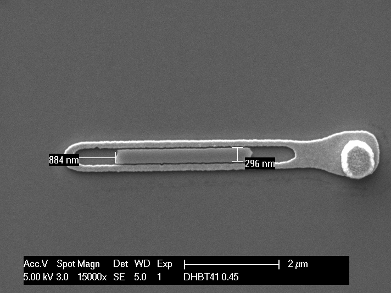 884 nm
296 nm
Acc.V Spot Magn Det WD Exp 2 µm
5.00 kV 3.0 15000x SE 5.0 1 DHBT41 0.45